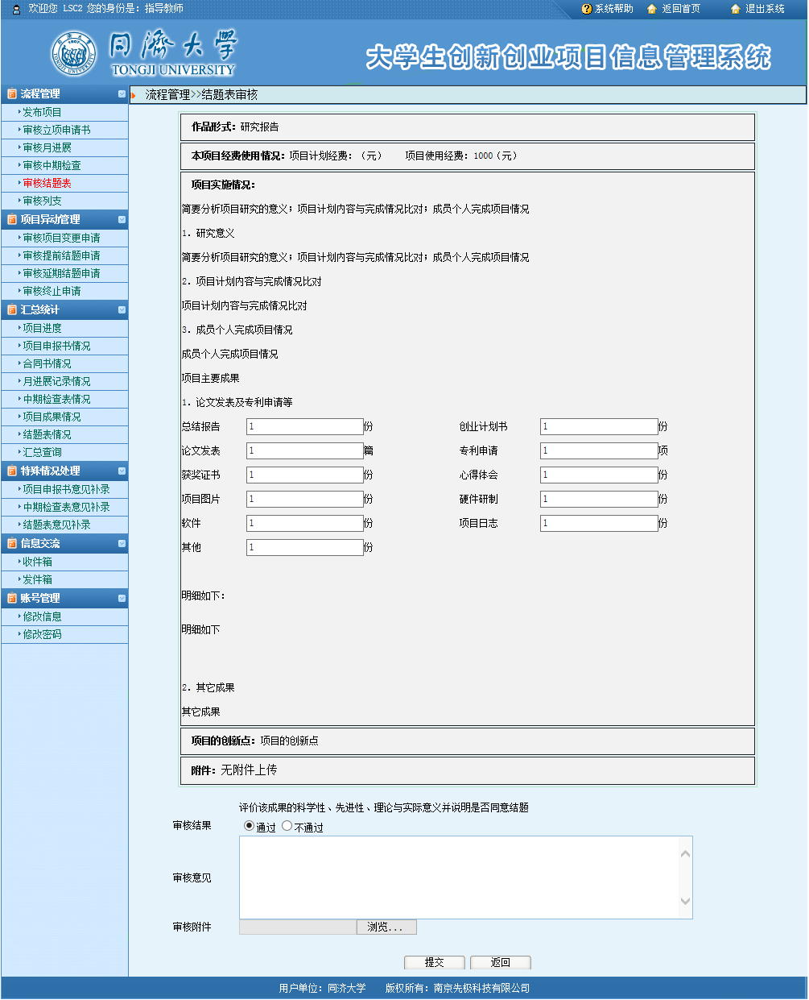 欢迎您 LSC2 您的身份是：指导教师
系统帮助 返回首页 退出系统
同濟大学
TONGJI UNIVERSITY
大学生创新创业项目信息管理系统
流程管理
发布项目
审核立项申请书
审核月进展
审核中期检查
审核结题表
审核列支
项目异动管理
审核项目变更申请
审核提前结题申请
审核延期结题申请
审核终止申请
汇总统计
项目进度
项目申报书情况
合同书情况
月进展记录情况
中期检查表情况
项目成果情况
结题表情况
汇总查询
特殊情况处理
项目申报书意见补录
中期检查表意见补录
结题表意见补录
信息交流
收件箱
发件箱
账号管理
修改信息
修改密码
流程管理>>结题表审核
作品形式：研究报告
本项目经费使用情况：项目计划经费：（元） 项目使用经费：1000（元）
项目实施情况：
简要分析项目研究的意义；项目计划内容与完成情况比对；成员个人完成项目情况
1. 研究意义
简要分析项目研究的意义；项目计划内容与完成情况比对；成员个人完成项目情况
2. 项目计划内容与完成情况比对
项目计划内容与完成情况比对
3. 成员个人完成项目情况
成员个人完成项目情况
项目主要成果
1. 论文发表及专利申请等
总结报告 1 份 创业计划书 1 份
论文发表 1 篇 专利申请 1 项
获奖证书 1 份 心得体会 1 份
项目图片 1 份 硬件研制 1 份
软件 1 份 项目日志 1 份
其他 1 份
明细如下：
明细如下
2. 其它成果
其它成果
项目的创新点：项目的创新点
附件：无附件上传
评价该成果的科学性、先进性、理论与实际意义并说明是否同意结题
审核结果 通过 不通过
审核意见
审核附件 浏览...
提交 返回
用户单位：同济大学 版权所有：南京先极科技有限公司